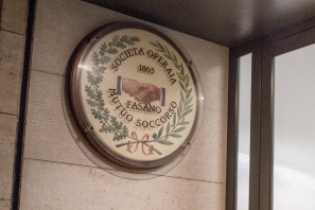 SOCIETÀ OPERAIA
1863
FASANO
MUTUO SOCCORSO